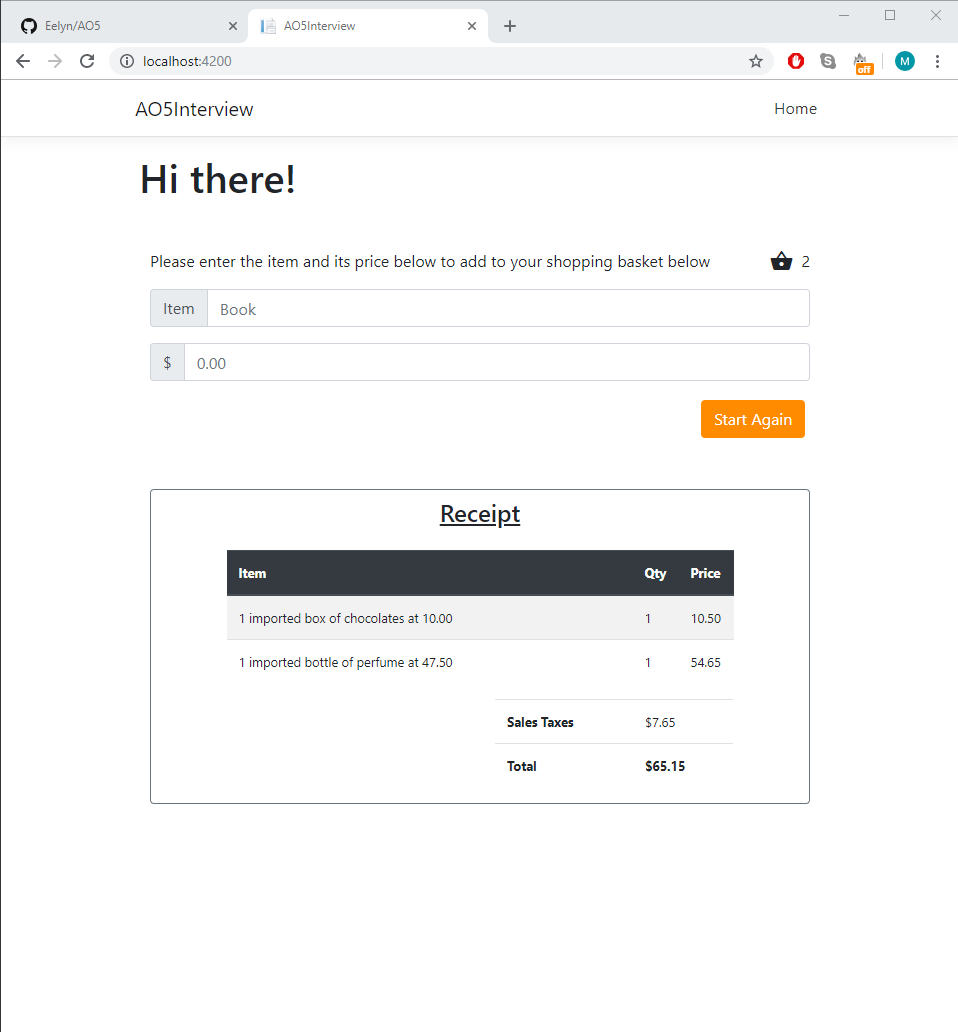 Eelyn/AO5
AO5Interview
localhost:4200
off
M
AO5Interview Home
Hi there!
Please enter the item and its price below to add to your shopping basket below 2
Item Book
$ 0.00
Start Again
Receipt
Item Qty Price
1 imported box of chocolates at 10.00 1 10.50
1 imported bottle of perfume at 47.50 1 54.65
Sales Taxes $7.65
Total $65.15